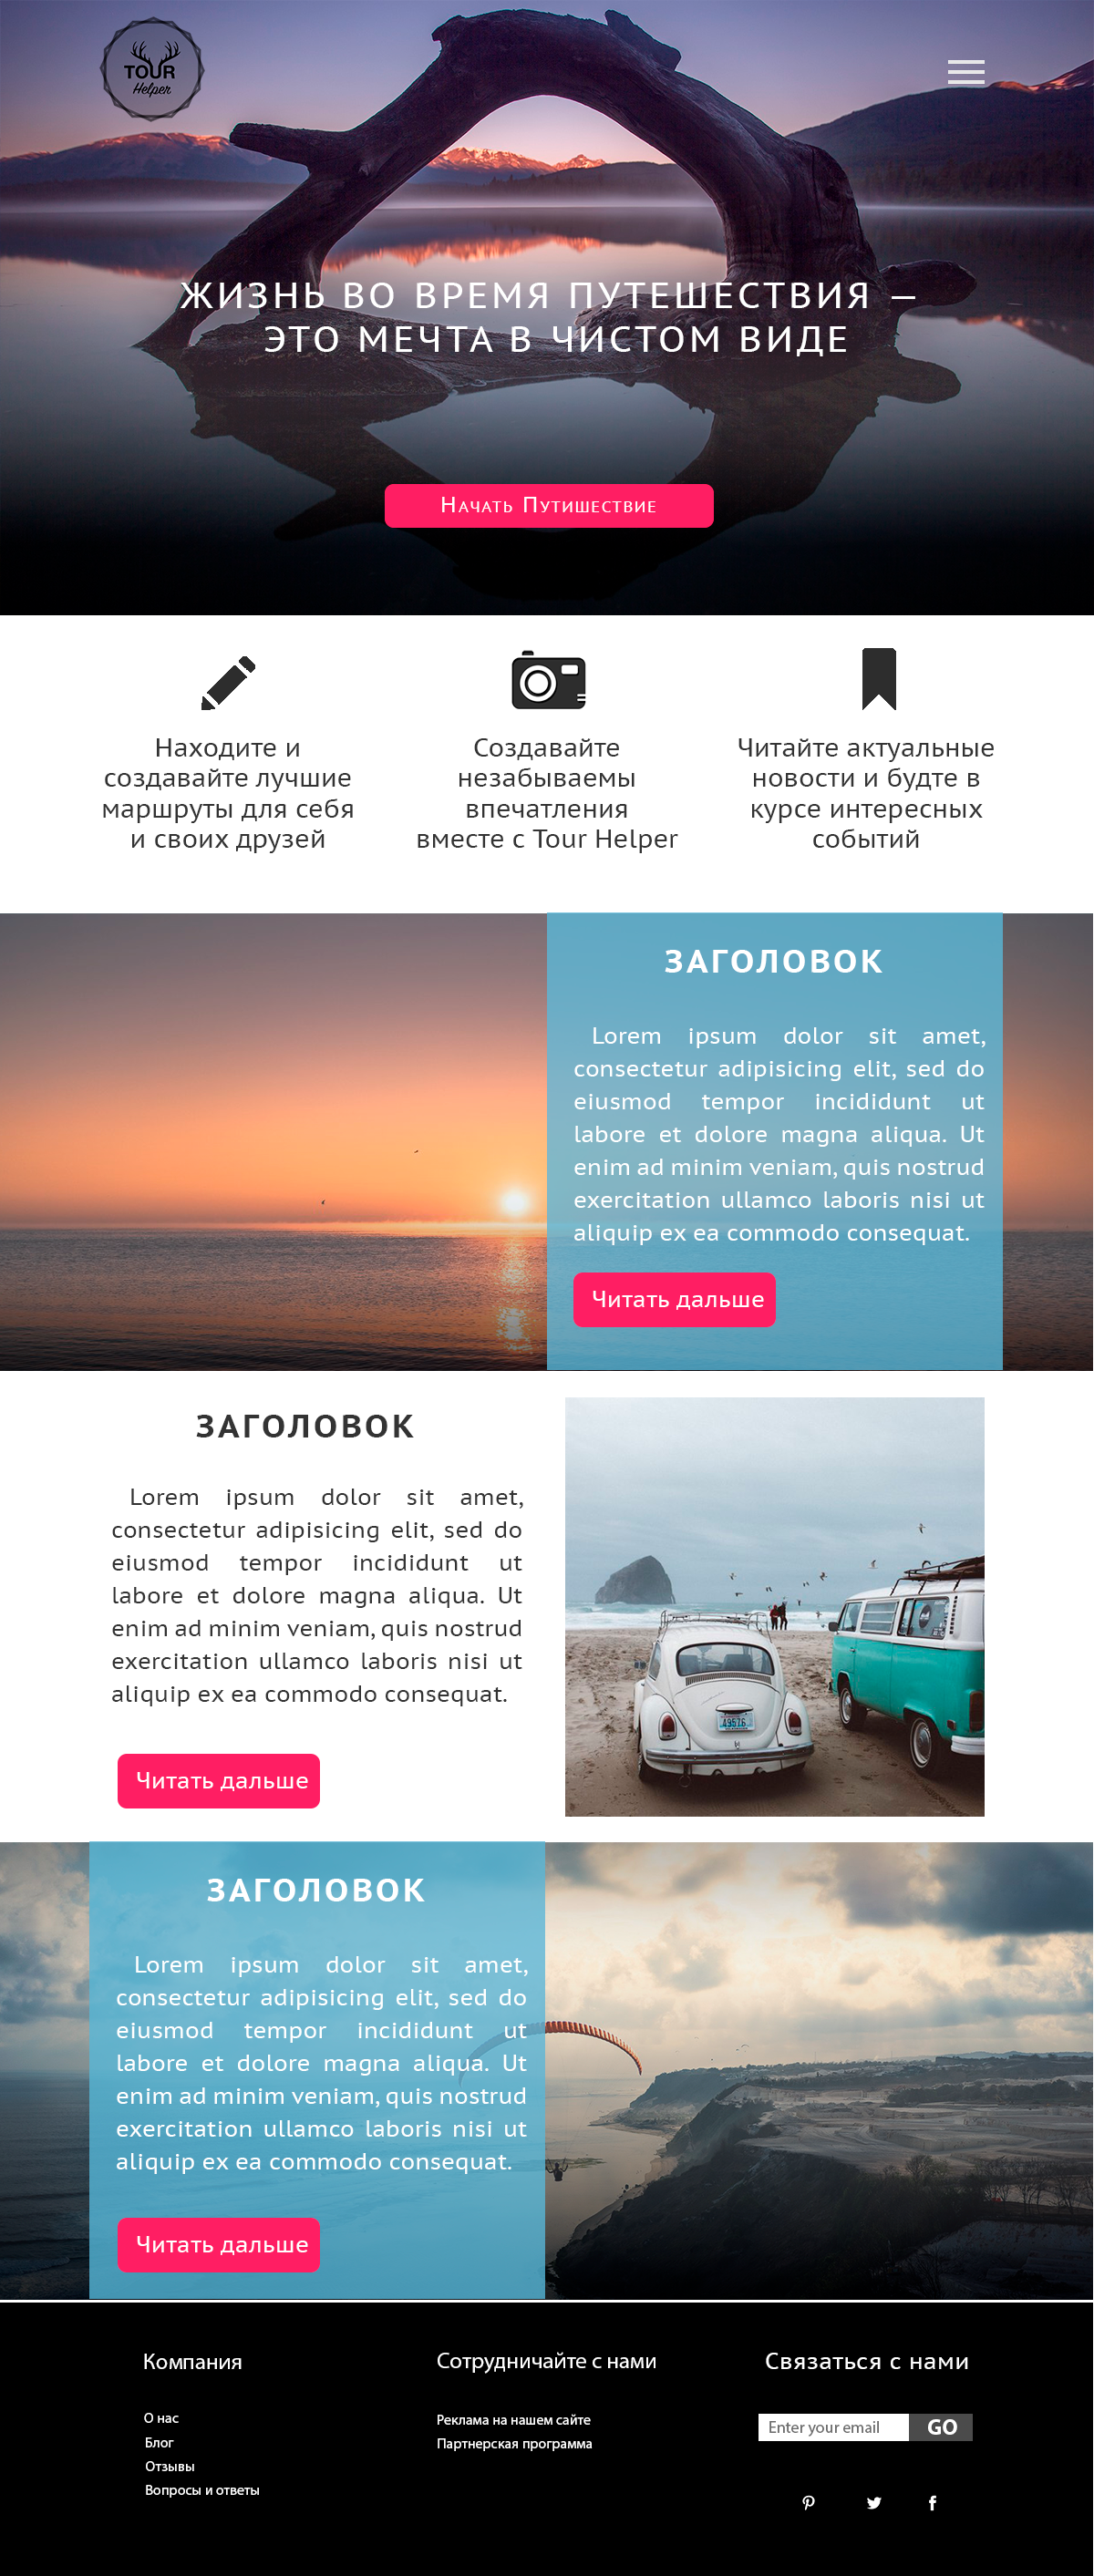 TOUR
Helper
ЖИЗНЬ ВО ВРЕМЯ ПУТЕШЕСТВИЯ —
ЭТО МЕЧТА В ЧИСТОМ ВИДЕ
Начать Путишествие
Находите и
создавайте лучшие
маршруты для себя
и своих друзей
Создавайте
незабываемы
впечатления
вместе с Tour Helper
Читайте актуальные
новости и будте в
курсе интересных
событий
ЗАГОЛОВОК
Lorem ipsum dolor sit amet,
consectetur adipisicing elit, sed do
eiusmod tempor incididunt ut
labore et dolore magna aliqua. Ut
enim ad minim veniam, quis nostrud
exercitation ullamco laboris nisi ut
aliquip ex ea commodo consequat.
Читать дальше
ЗАГОЛОВОК
Lorem ipsum dolor sit amet,
consectetur adipisicing elit, sed do
eiusmod tempor incididunt ut
labore et dolore magna aliqua. Ut
enim ad minim veniam, quis nostrud
exercitation ullamco laboris nisi ut
aliquip ex ea commodo consequat.
Читать дальше
ЗАГОЛОВОК
Lorem ipsum dolor sit amet,
consectetur adipisicing elit, sed do
eiusmod tempor incididunt ut
labore et dolore magna aliqua. Ut
enim ad minim veniam, quis nostrud
exercitation ullamco laboris nisi ut
aliquip ex ea commodo consequat.
Читать дальше
Компания
О нас
Блог
Отзывы
Вопросы и ответы
Сотрудничайте с нами
Реклама на нашем сайте
Партнерская программа
Связаться с нами
Enter your email
GO